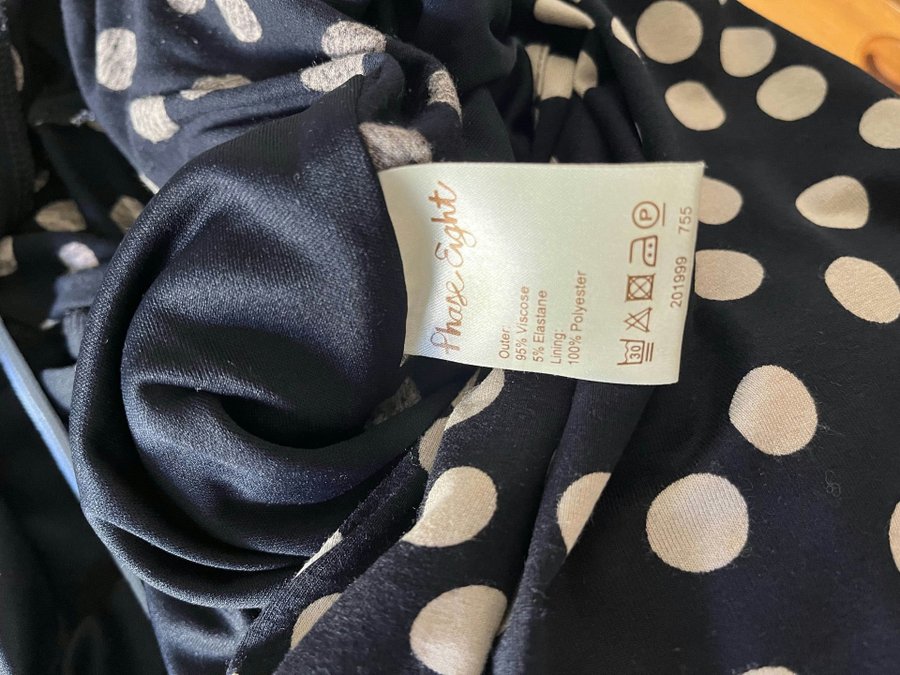 Phase Eight
Outer:
95% Viscose
5% Elastane
Lining:
100% Polyester
30
P
201999 755